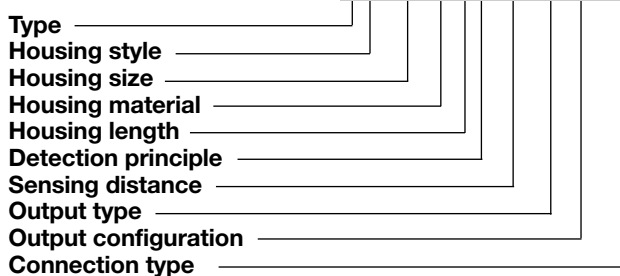 Type
Housing style
Housing size
Housing material
Housing length
Detection principle
Sensing distance
Output type
Output configuration
Connection type